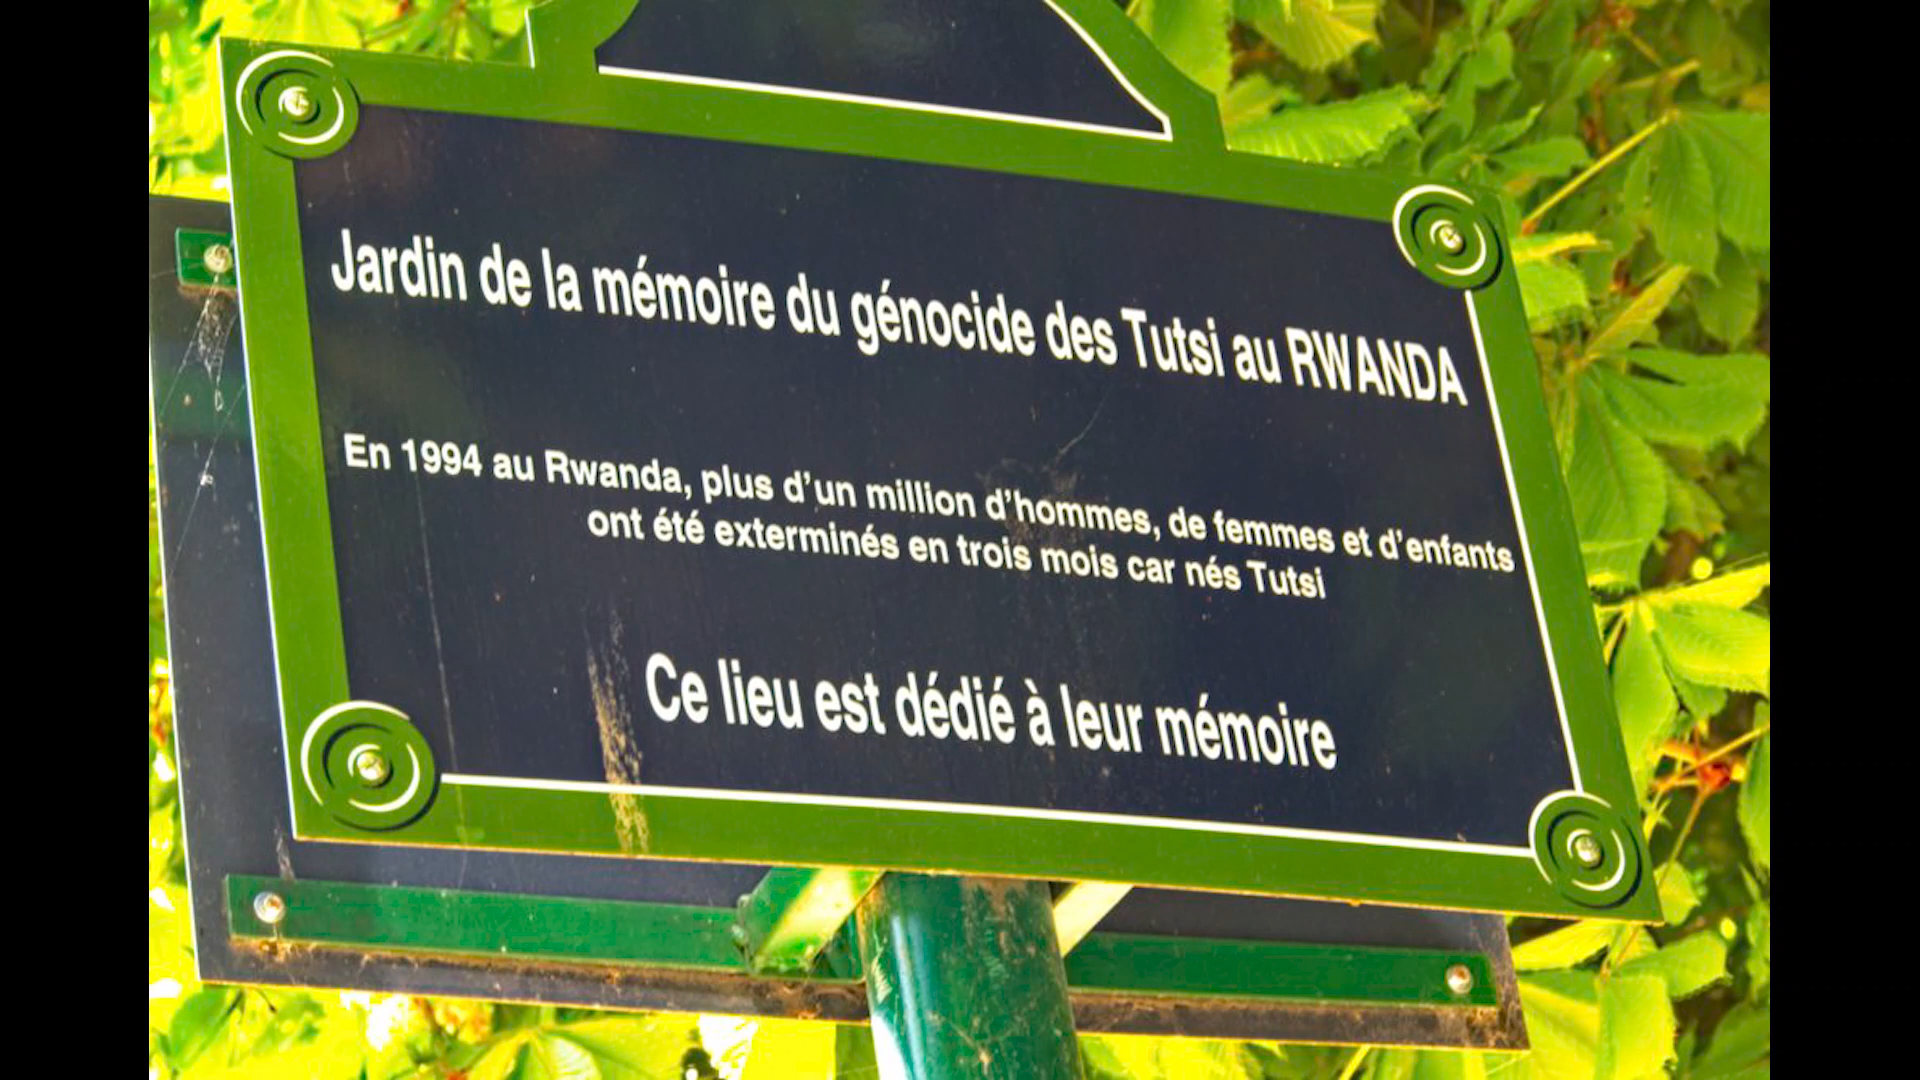 Jardin de la mémoire du génocide des Tutsi au RWANDA
En 1994 au Rwanda, plus d'un million d'hommes, de femmes et d'enfants
ont été exterminés en trois mois car nés Tutsi
Ce lieu est dédié à leur mémoire